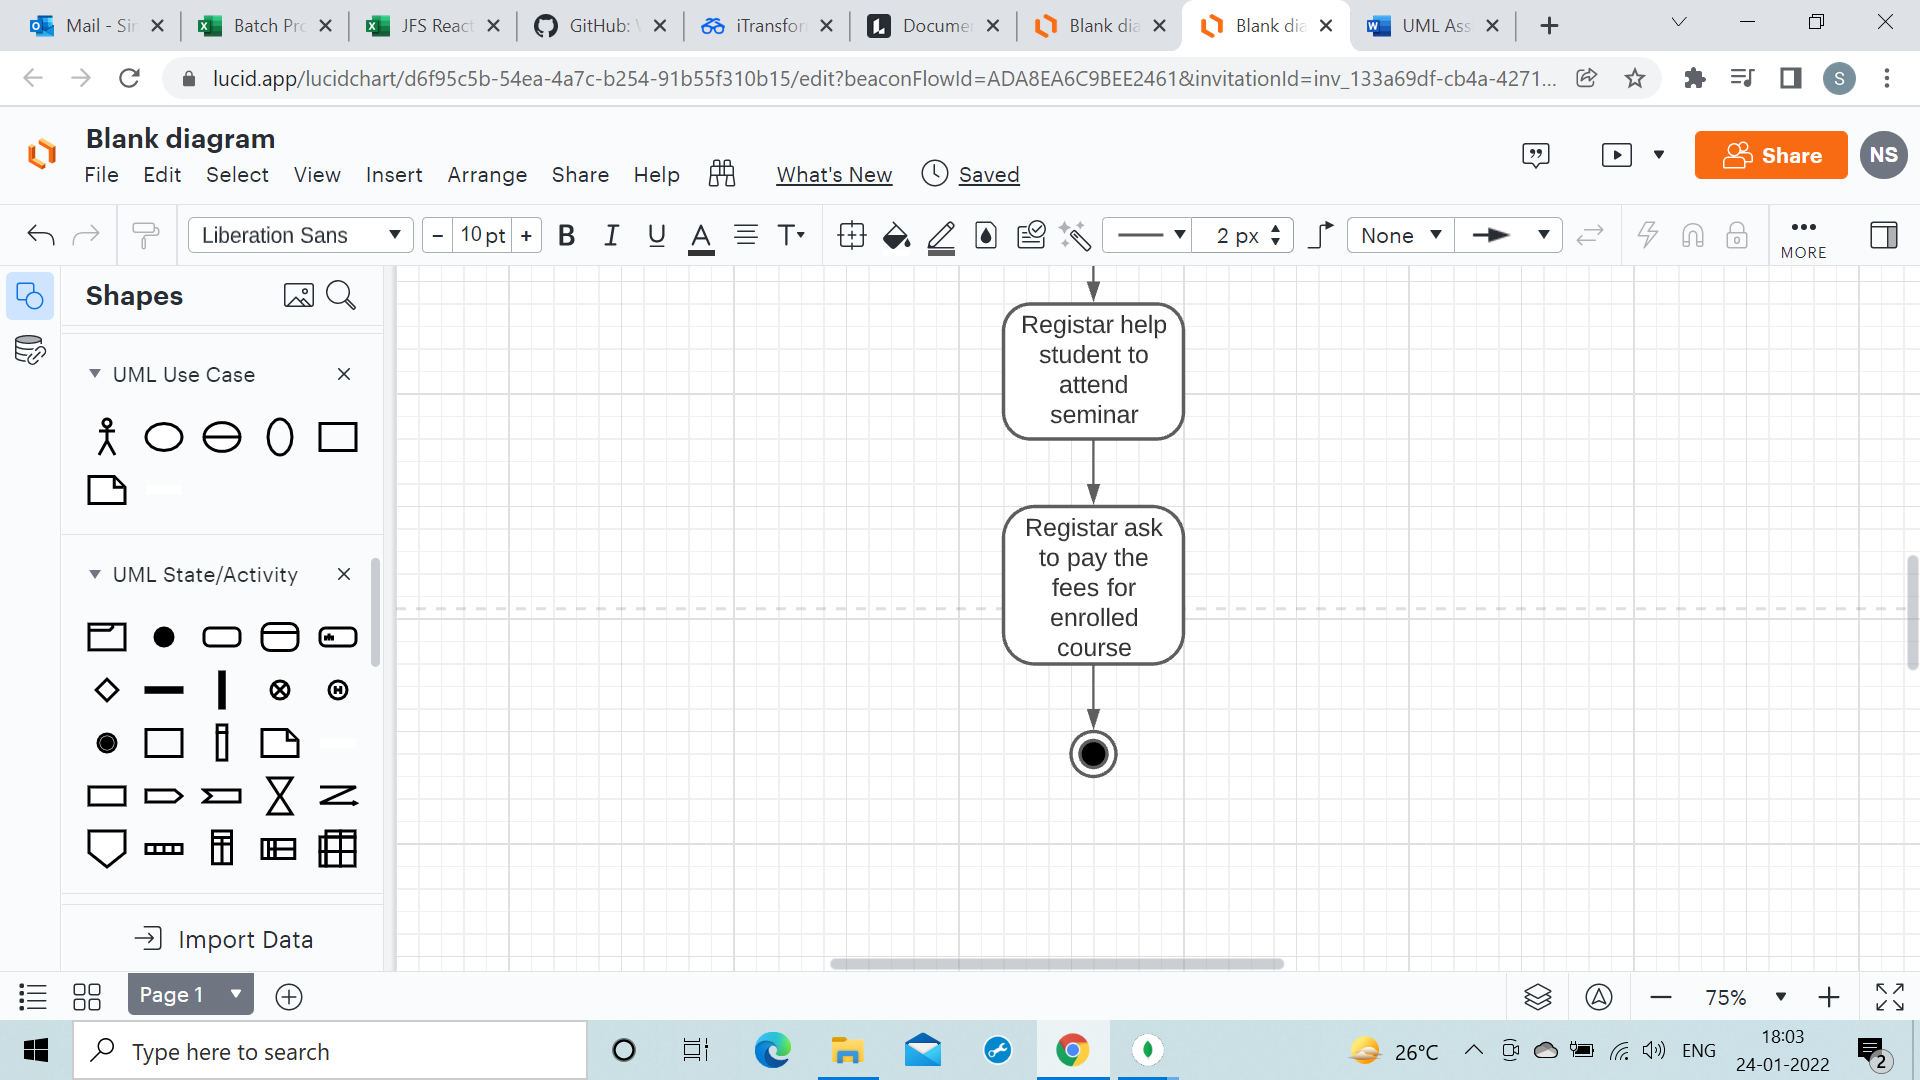 Mail - Sir
Batch Pro
JFS React
GitHub: V
iTransfor
Documer
Blank dia
Blank dia
UML Ass
lucid.app/lucidchart/d6f95c5b-54ea-4a7c-b254-91b55f310b15/edit?beaconFlowId=ADA8EA6C9BEE2461&invitationId=inv_133a69df-cb4a-4271...
S
Blank diagram
File Edit Select View Insert Arrange Share Help What's New Saved
Share
NS
Liberation Sans
- 10 pt +
B I U A T
2 px
None
MORE
Shapes
UML Use Case
UML State/Activity
Import Data
Registar help
student to
attend
seminar
Registar ask
to pay the
fees for
enrolled
course
Page 1
75%
Type here to search
26°C
ENG
18:03
24-01-2022
2